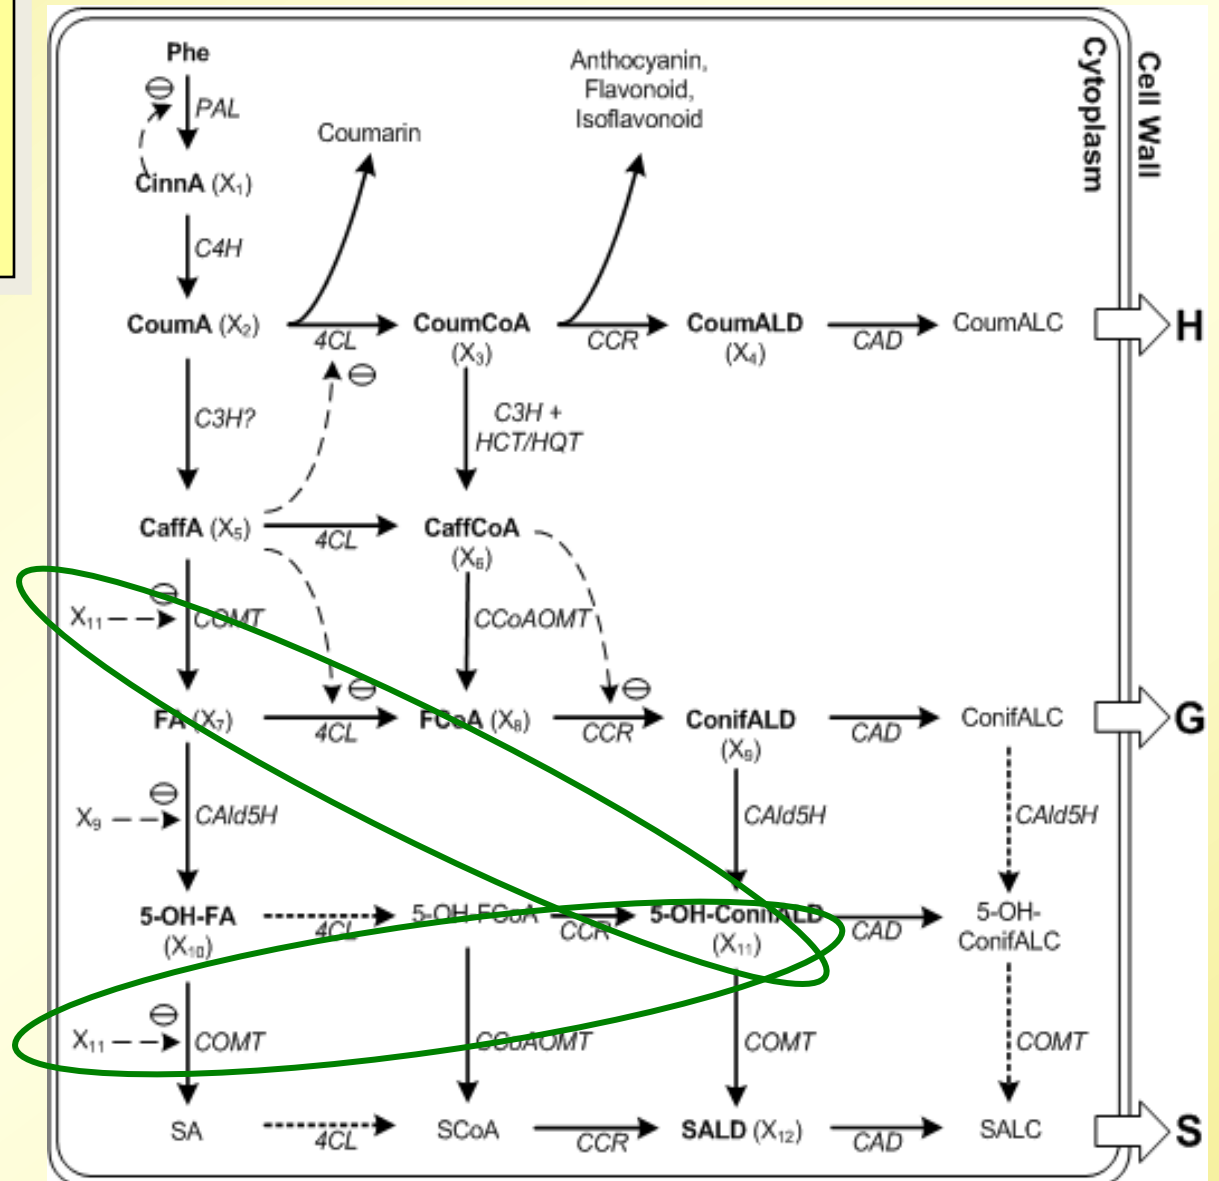 Phe
PAL
CinnA (X₁)
C4H
Coumarin
Anthocyanin,
Flavonoid,
Isoflavonoid
Cytoplasm
Cell Wall
CoumA (X₂)
4CL
CoumCoA
(X₃)
CCR
CoumALD
(X₄)
CAD
CoumALC
H
C3H?
C3H +
HCT/HQT
CaffA (X₅)
4CL
CaffCoA
(X₆)
X₁₁
COMT
CCoAOMT
FA (X₇)
4CL
FCoA (X₈)
CCR
ConifALD
(X₉)
CAD
ConifALC
G
X₉
CAld5H
CAld5H
CAld5H
5-OH-FA
(X₁₀)
4CL
5-OH-FCoA
CCR
5-OH-ConifALD
(X₁₁)
CAD
5-OH-
ConifALC
X₁₁
COMT
CCoAOMT
COMT
COMT
SA
4CL
SCoA
CCR
SALD (X₁₂)
CAD
SALC
S